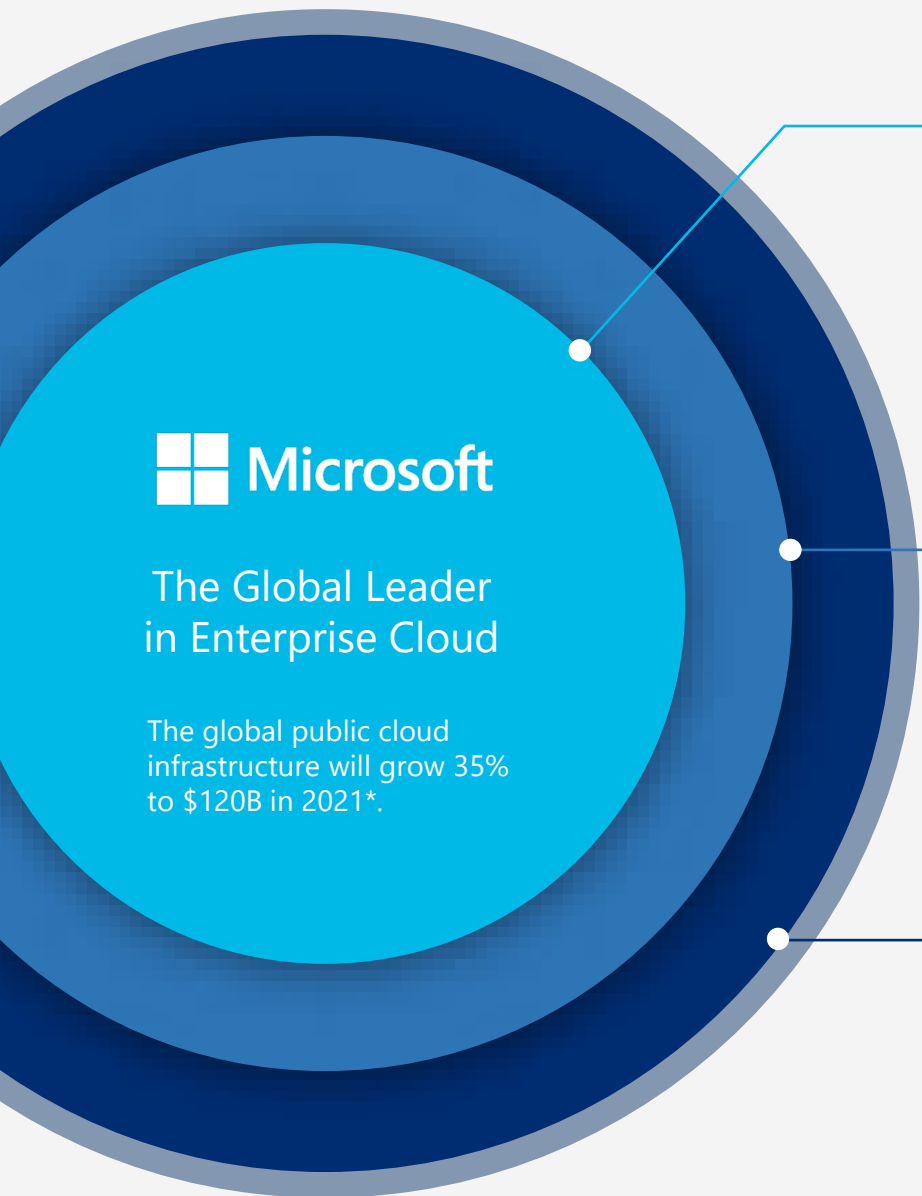 Microsoft
The Global Leader
in Enterprise Cloud
The global public cloud
infrastructure will grow 35%
to $120B in 2021*.